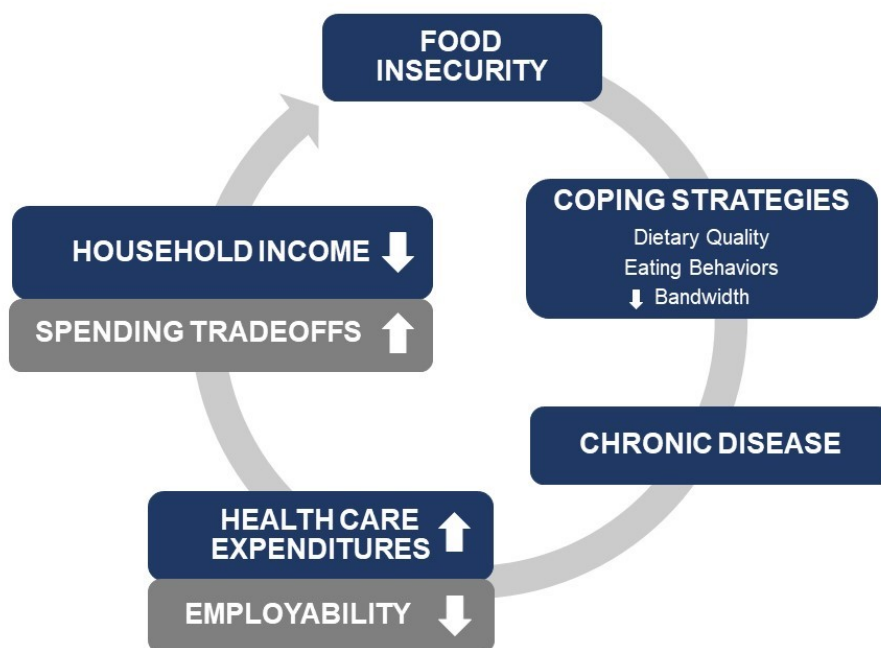 FOOD
INSECURITY
COPING STRATEGIES
Dietary Quality
Eating Behaviors
Bandwidth
CHRONIC DISEASE
HEALTH CARE
EXPENDITURES
EMPLOYABILITY
HOUSEHOLD INCOME
SPENDING TRADEOFFS